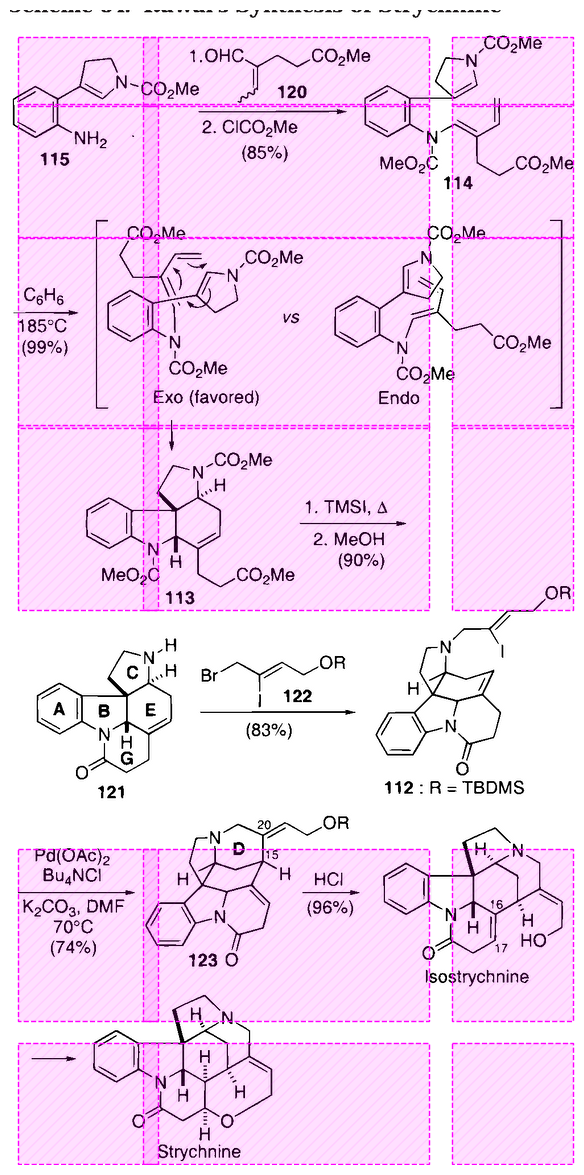 Scheme 34. Rawal's Synthesis of Strychnine
CO₂Me
N
1.OHC
CO₂Me
N
CO₂Me
120
2. ClCO₂Me
(85%)
NH₂
115
N
MeO₂C
CO₂Me
114
CO₂Me
CO₂Me
N
CO₂Me
N
C₆H₆
185°C
(99%)
vs
N
CO₂Me
N
CO₂Me
CO₂Me
Exo (favored)
Endo
N
CO₂Me
H
1. TMSI, Δ
2. MeOH
(90%)
N
H
MeO₂C
CO₂Me
113
OR
H
N
C
H
A
B
E
N
H
G
O
121
Br
OR
I
122
(83%)
N
I
H
N
O
112 : R = TBDMS
Pd(OAc)₂
Bu₄NCl
K₂CO₃, DMF
70°C
(74%)
N
20
OR
D
15
H
H
N
O
123
HCl
(96%)
H
N
16
N
H
H
O
17
HO
Isostrychnine
H
N
H
N
H
H
O
O
H
Strychnine